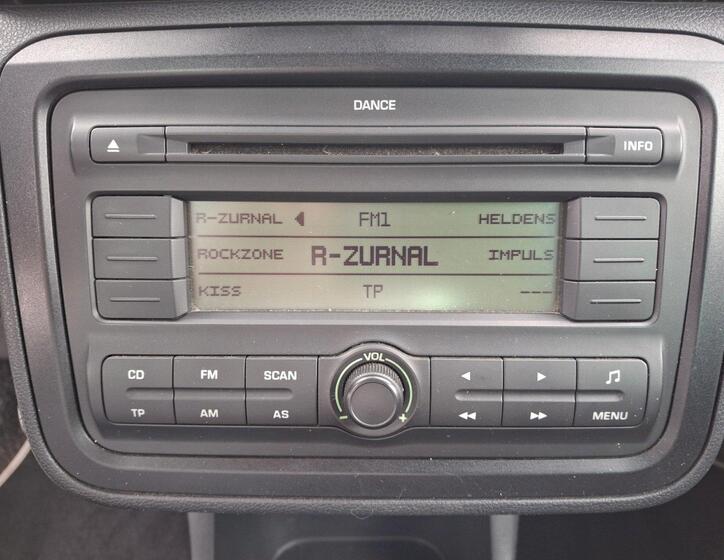 DANCE
INFO
R-ZURNAL FM1 HELDENS
ROCKZONE R-ZURNAL IMPULS
KISS TP ---
VOL
- +
CD FM SCAN
TP AM AS MENU